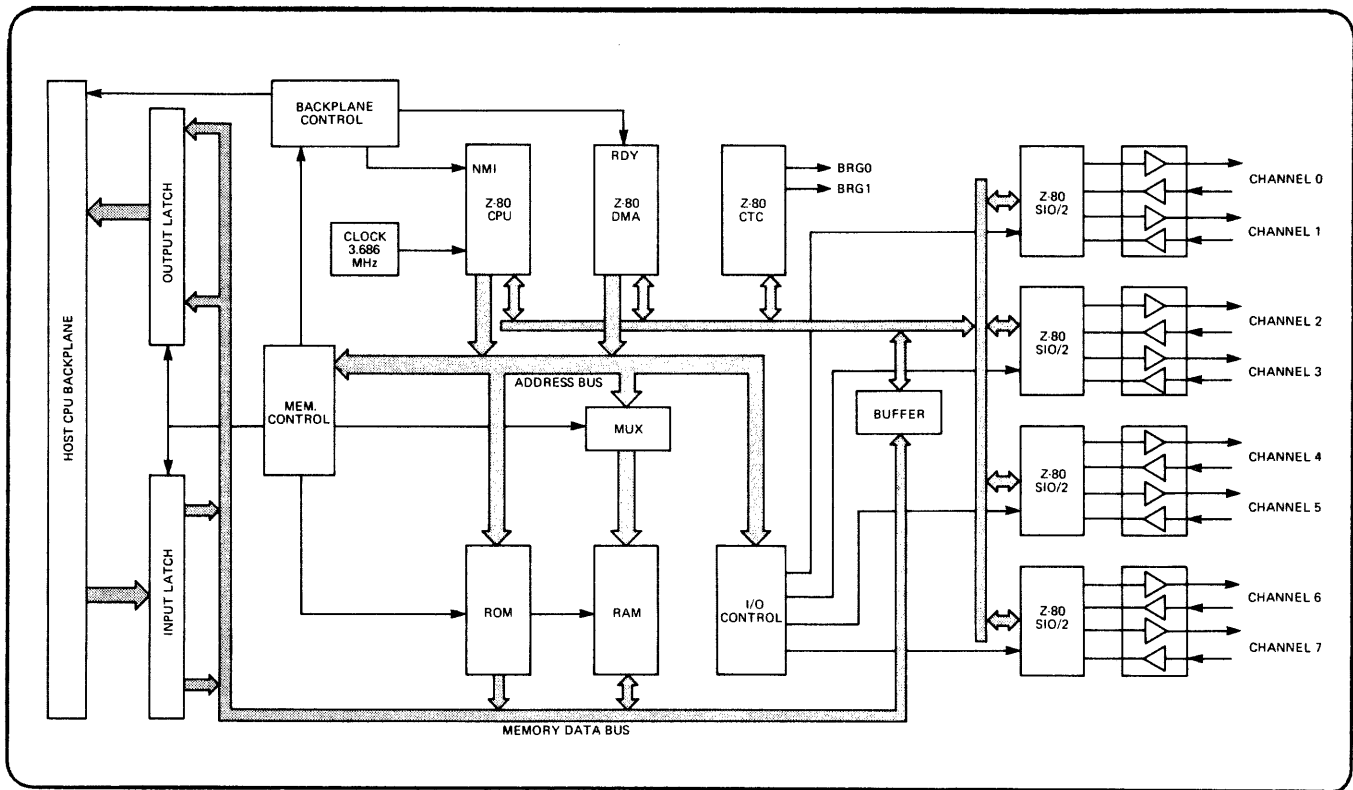 HOST CPU BACKPLANE
OUTPUT LATCH
INPUT LATCH
BACKPLANE
CONTROL
NMI
Z-80
CPU
CLOCK
3.686
MHz
RDY
Z-80
DMA
Z-80
CTC
BRG0
BRG1
MEM.
CONTROL
ADDRESS BUS
MUX
BUFFER
ROM
RAM
I/O
CONTROL
MEMORY DATA BUS
Z-80
SIO/2
CHANNEL 0
CHANNEL 1
Z-80
SIO/2
CHANNEL 2
CHANNEL 3
Z-80
SIO/2
CHANNEL 4
CHANNEL 5
Z-80
SIO/2
CHANNEL 6
CHANNEL 7